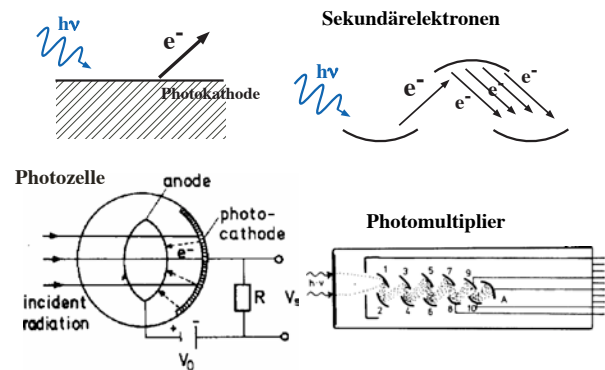 hν
e-
Photokathode
Sekundärelektronen
hν
e-
e-
e-
e-
Photozelle
anode
photo-
cathode
e-
incident
radiation
R
+
-
V0
Photomultiplier
h·ν
1 3 5 7 9
2 4 6 8 10
A